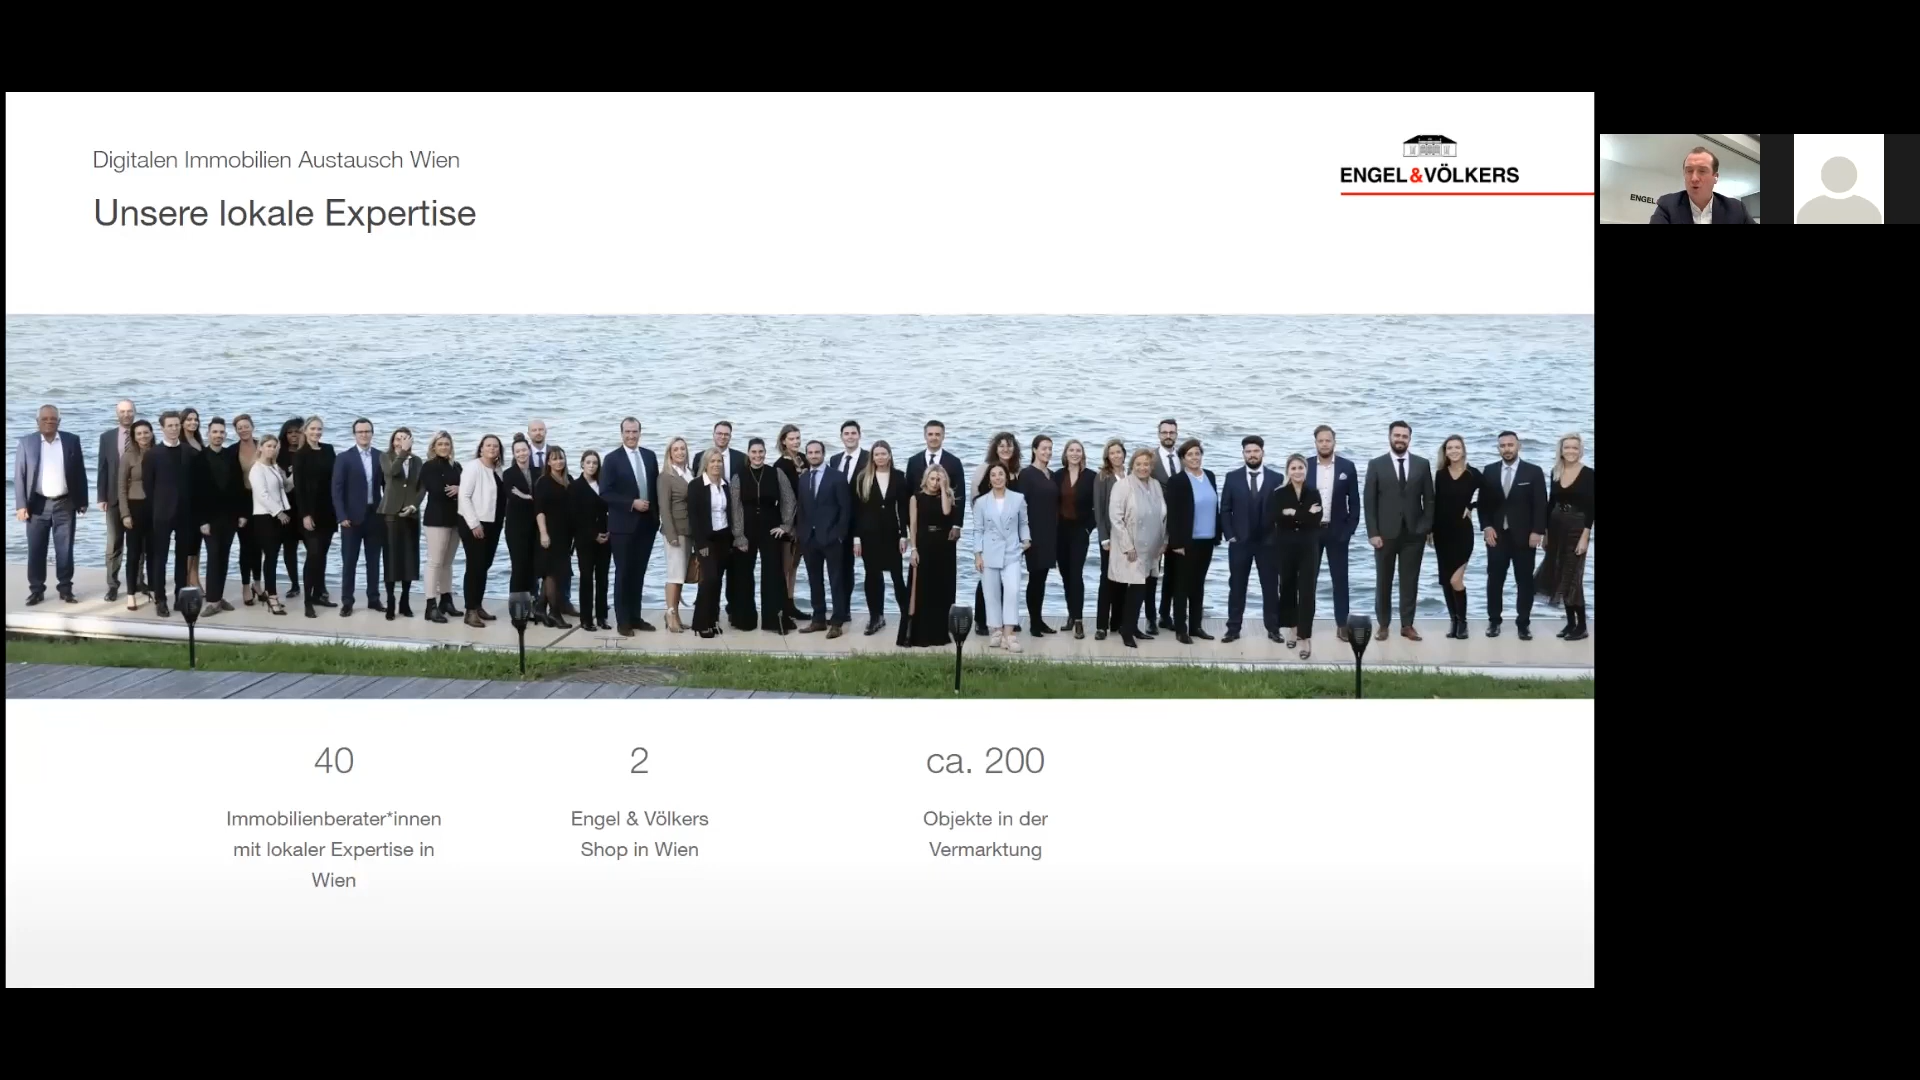 Digitalen Immobilien Austausch Wien
Unsere lokale Expertise
ENGEL&VÖLKERS
ENGEL
40
Immobilienberater*innen
mit lokaler Expertise in
Wien
2
Engel & Völkers
Shop in Wien
ca. 200
Objekte in der
Vermarktung